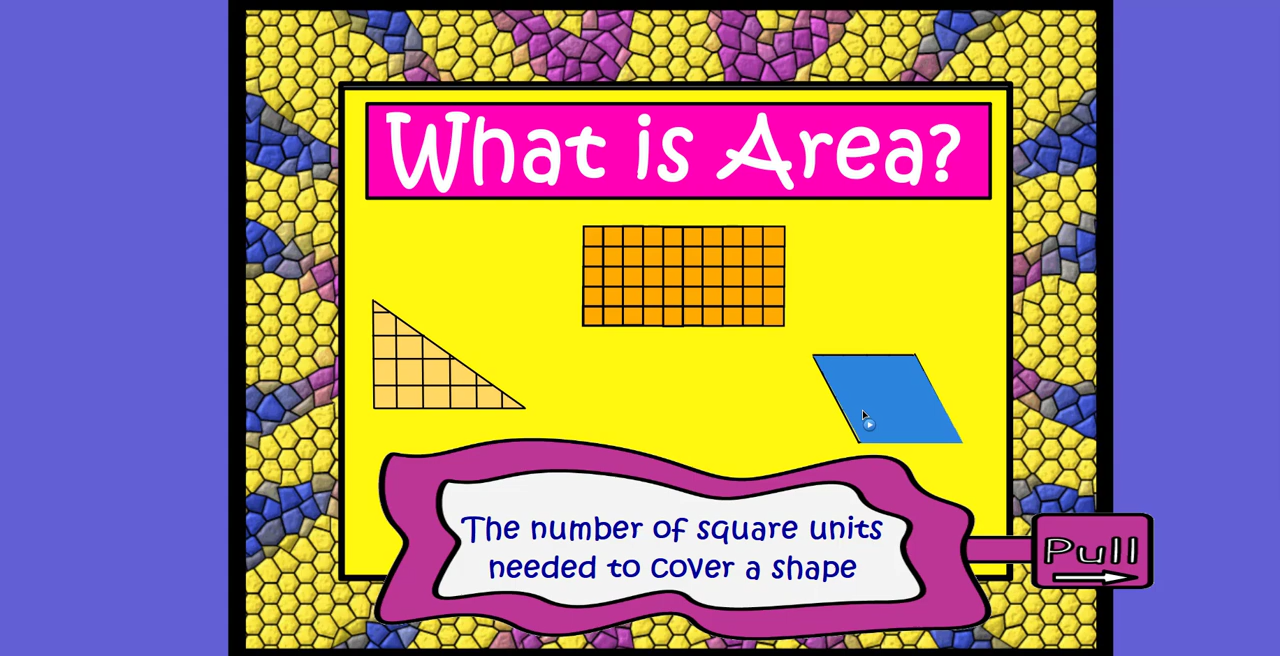 What is Area?
The number of square units
needed to cover a shape
Pull